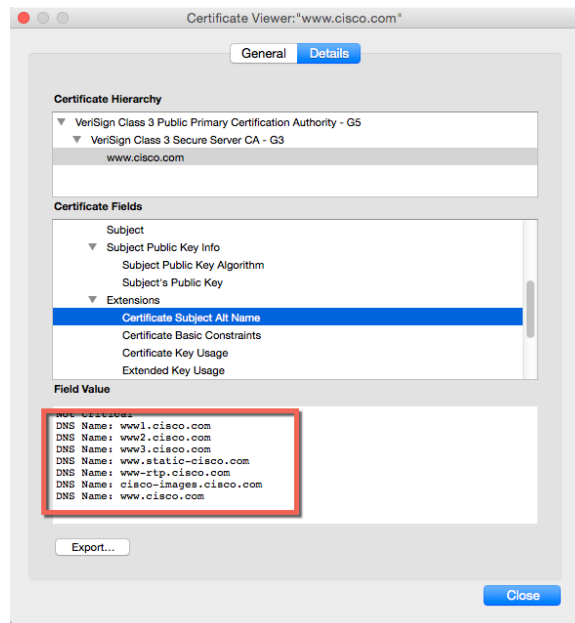 Certificate Viewer:"www.cisco.com"
General Details
Certificate Hierarchy
VeriSign Class 3 Public Primary Certification Authority - G5
VeriSign Class 3 Secure Server CA - G3
www.cisco.com
Certificate Fields
Subject
Subject Public Key Info
Subject Public Key Algorithm
Subject's Public Key
Extensions
Certificate Subject Alt Name
Certificate Basic Constraints
Certificate Key Usage
Extended Key Usage
Field Value
Not Critical
DNS Name: www1.cisco.com
DNS Name: www2.cisco.com
DNS Name: www3.cisco.com
DNS Name: www.static-cisco.com
DNS Name: www-rtp.cisco.com
DNS Name: cisco-images.cisco.com
DNS Name: www.cisco.com
Export...
Close